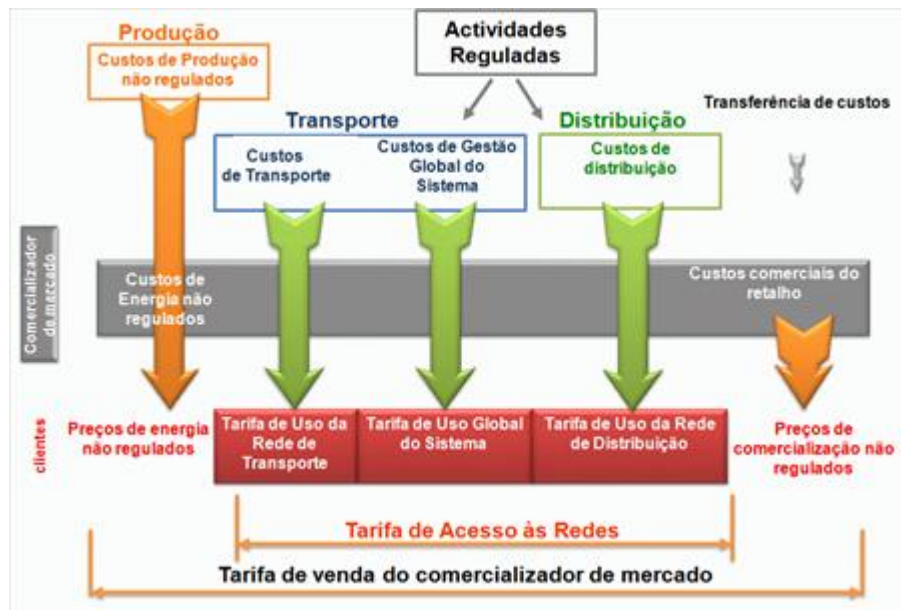 Produção
Custos de Produção
não regulados
Actividades
Reguladas
Transferência de custos
Transporte
Custos
de Transporte
Custos de Gestão
Global do
Sistema
Distribuição
Custos de
distribuição
Comercializador
de mercado
Custos de
Energia não
regulados
Custos comerciais do
retalho
clientes
Preços de energia
não regulados
Tarifa de Uso da
Rede de
Transporte
Tarifa de Uso Global
do Sistema
Tarifa de Uso da Rede
de Distribuição
Preços de
comercialização não
regulados
Tarifa de Acesso às Redes
Tarifa de venda do comercializador de mercado